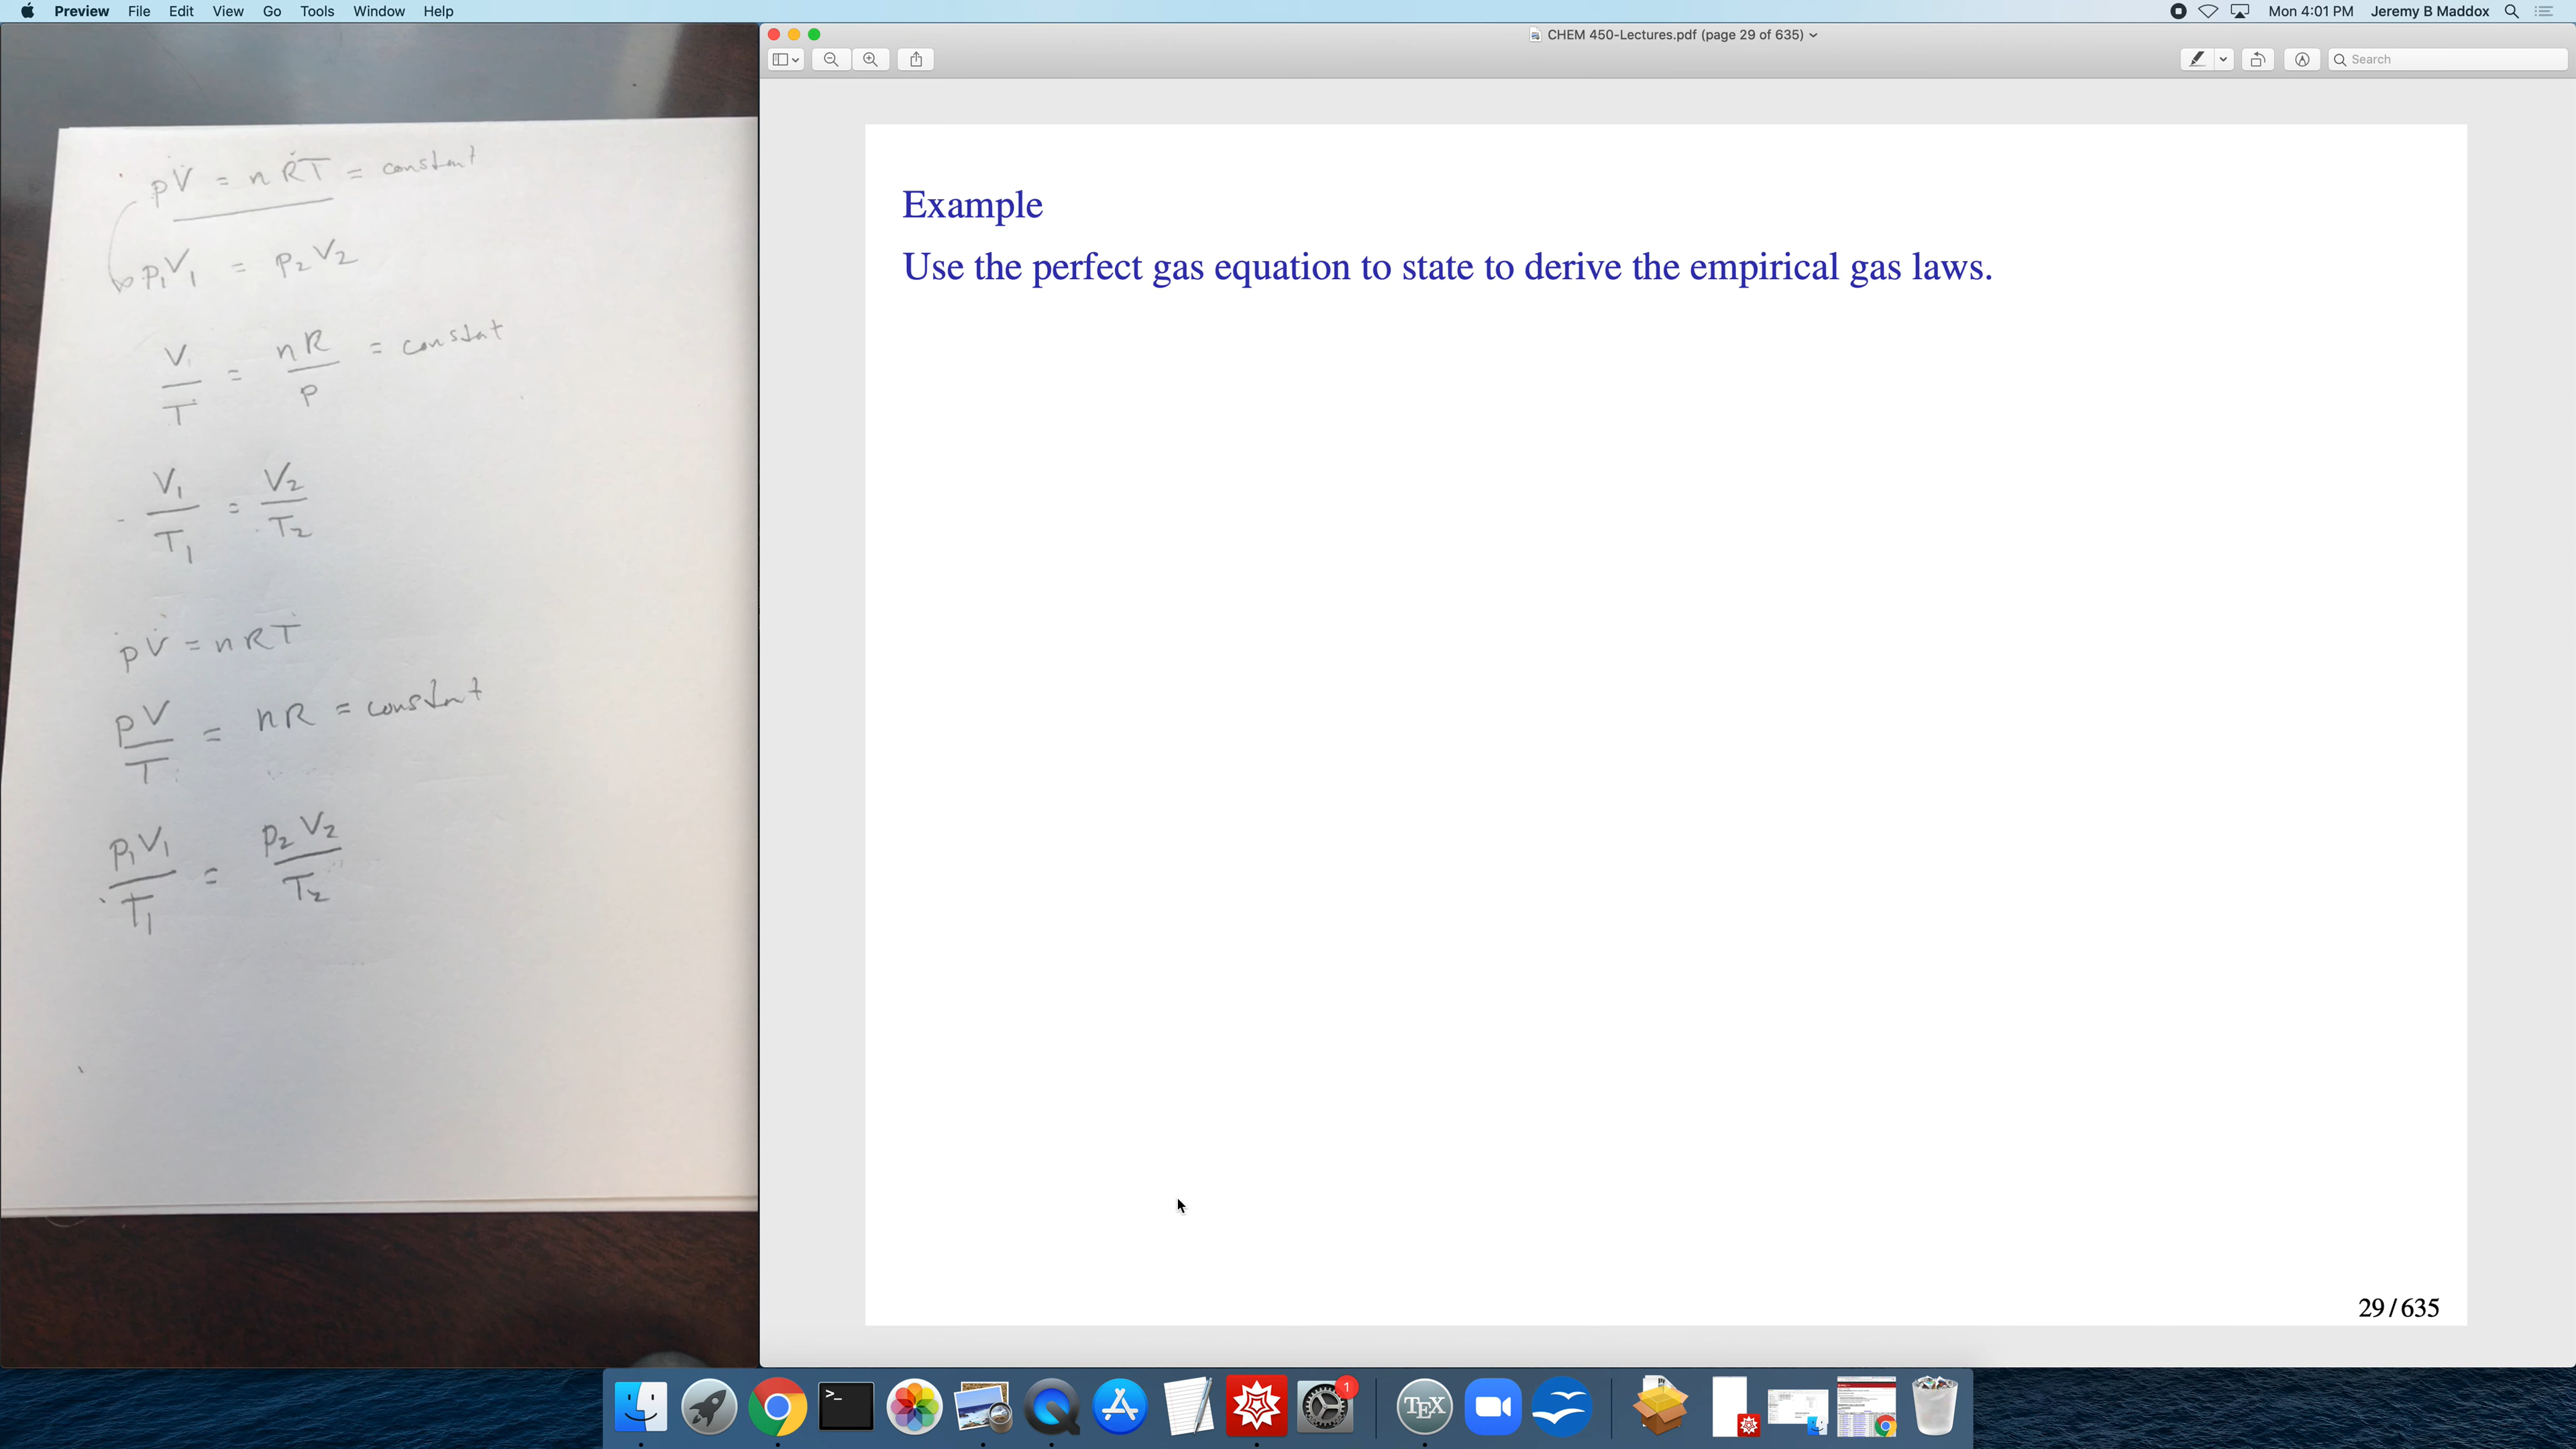 Preview File Edit View Go Tools Window Help
Mon 4:01 PM Jeremy B Maddox
CHEM 450-Lectures.pdf (page 29 of 635)
Search
pV = nRT = constant
p₁V₁ = p₂V₂
V/T = nR/p = constat
V₁/T₁ = V₂/T₂
pV = nRT
pV/T = nR = constant
p₁V₁/T₁ = p₂V₂/T₂
Example
Use the perfect gas equation to state to derive the empirical gas laws.
29/635
>_
1
TEX